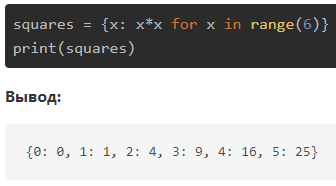 squares = {x: x*x for x in range(6)}
print(squares)
Вывод:
{0: 0, 1: 1, 2: 4, 3: 9, 4: 16, 5: 25}